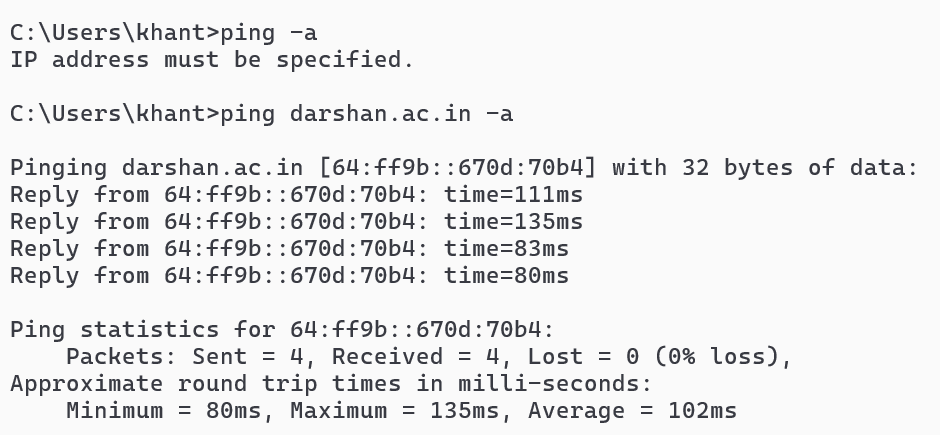 C:\Users\khant>ping -a
IP address must be specified.
C:\Users\khant>ping darshan.ac.in -a
Pinging darshan.ac.in [64:ff9b::670d:70b4] with 32 bytes of data:
Reply from 64:ff9b::670d:70b4: time=111ms
Reply from 64:ff9b::670d:70b4: time=135ms
Reply from 64:ff9b::670d:70b4: time=83ms
Reply from 64:ff9b::670d:70b4: time=80ms
Ping statistics for 64:ff9b::670d:70b4:
    Packets: Sent = 4, Received = 4, Lost = 0 (0% loss),
Approximate round trip times in milli-seconds:
    Minimum = 80ms, Maximum = 135ms, Average = 102ms